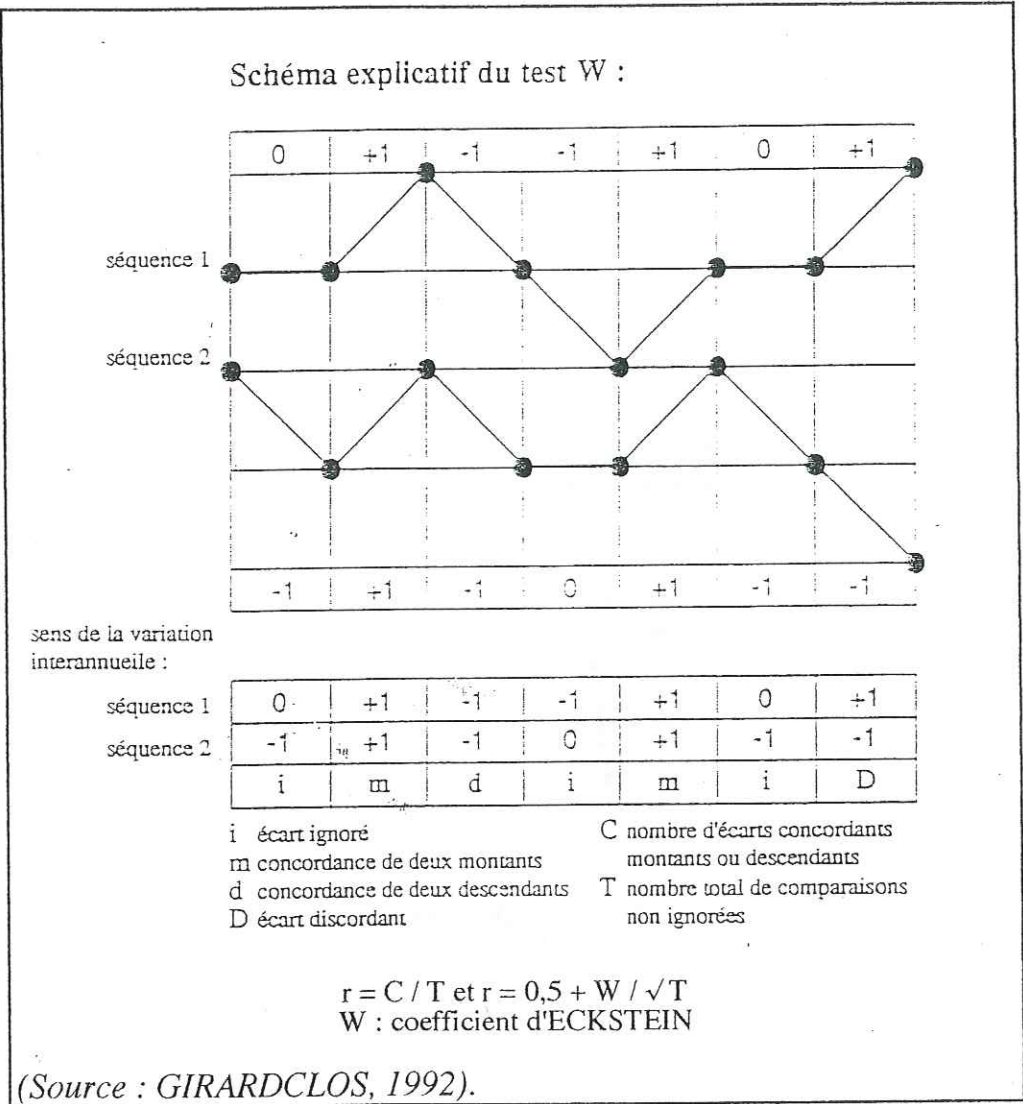 Schéma explicatif du test W :
0 +1 -1 -1 +1 0 +1
séquence 1
séquence 2
-1 +1 -1 0 +1 -1 -1
sens de la variation
interannuelle :
séquence 1 0 +1 -1 -1 +1 0 +1
séquence 2 -1 +1 -1 0 +1 -1 -1
i m d i m i D
i écart ignoré
m concordance de deux montants
d concordance de deux descendants
D écart discordant
C nombre d'écarts concordants
montants ou descendants
T nombre total de comparaisons
non ignorées
r = C / T et r = 0,5 + W / √T
W : coefficient d'ECKSTEIN
(Source : GIRARDCLOS, 1992).